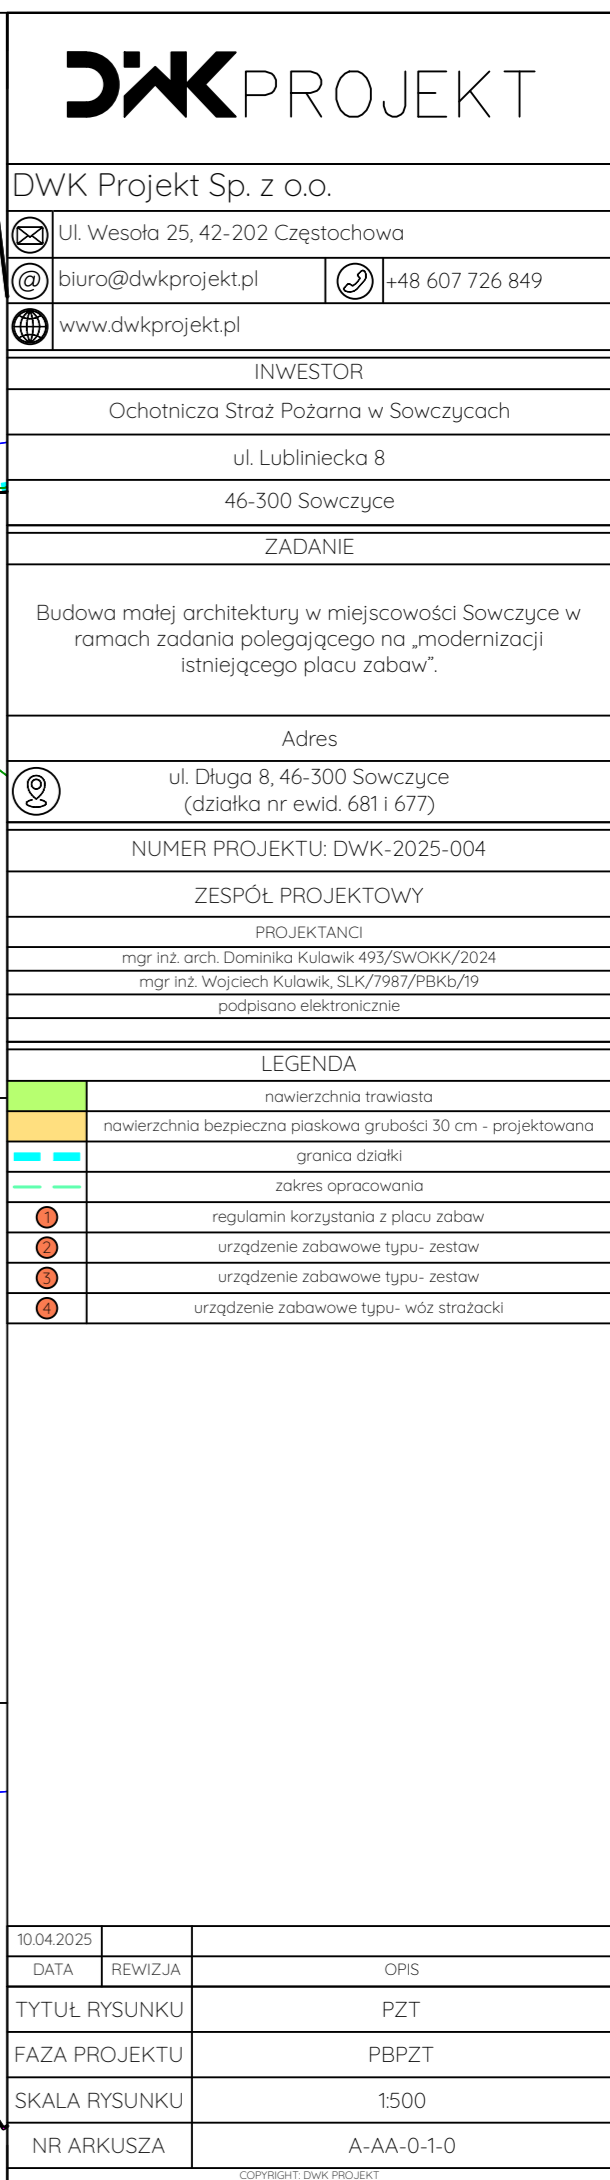 DWKPROJEKT
DWK Projekt Sp. z o.o.
Ul. Wesoła 25, 42-202 Częstochowa
biuro@dwkprojekt.pl +48 607 726 849
www.dwkprojekt.pl
INWESTOR
Ochotnicza Straż Pożarna w Sowczycach
ul. Lubliniecka 8
46-300 Sowczyce
ZADANIE
Budowa małej architektury w miejscowości Sowczyce w
ramach zadania polegającego na „modernizacji
istniejącego placu zabaw”.
Adres
ul. Długa 8, 46-300 Sowczyce
(działka nr ewid. 681 i 677)
NUMER PROJEKTU: DWK-2025-004
ZESPÓŁ PROJEKTOWY
PROJEKTANCI
mgr inż. arch. Dominika Kulawik 493/SWOKK/2024
mgr inż. Wojciech Kulawik, SLK/7987/PBKb/19
podpisano elektronicznie
LEGENDA
nawierzchnia trawiasta
nawierzchnia bezpieczna piaskowa grubości 30 cm - projektowana
granica działki
zakres opracowania
1 regulamin korzystania z placu zabaw
2 urządzenie zabawowe typu- zestaw
3 urządzenie zabawowe typu- zestaw
4 urządzenie zabawowe typu- wóz strażacki
10.04.2025
DATA REWIZJA OPIS
TYTUŁ RYSUNKU PZT
FAZA PROJEKTU PBPZT
SKALA RYSUNKU 1:500
NR ARKUSZA A-AA-0-1-0
COPYRIGHT: DWK PROJEKT